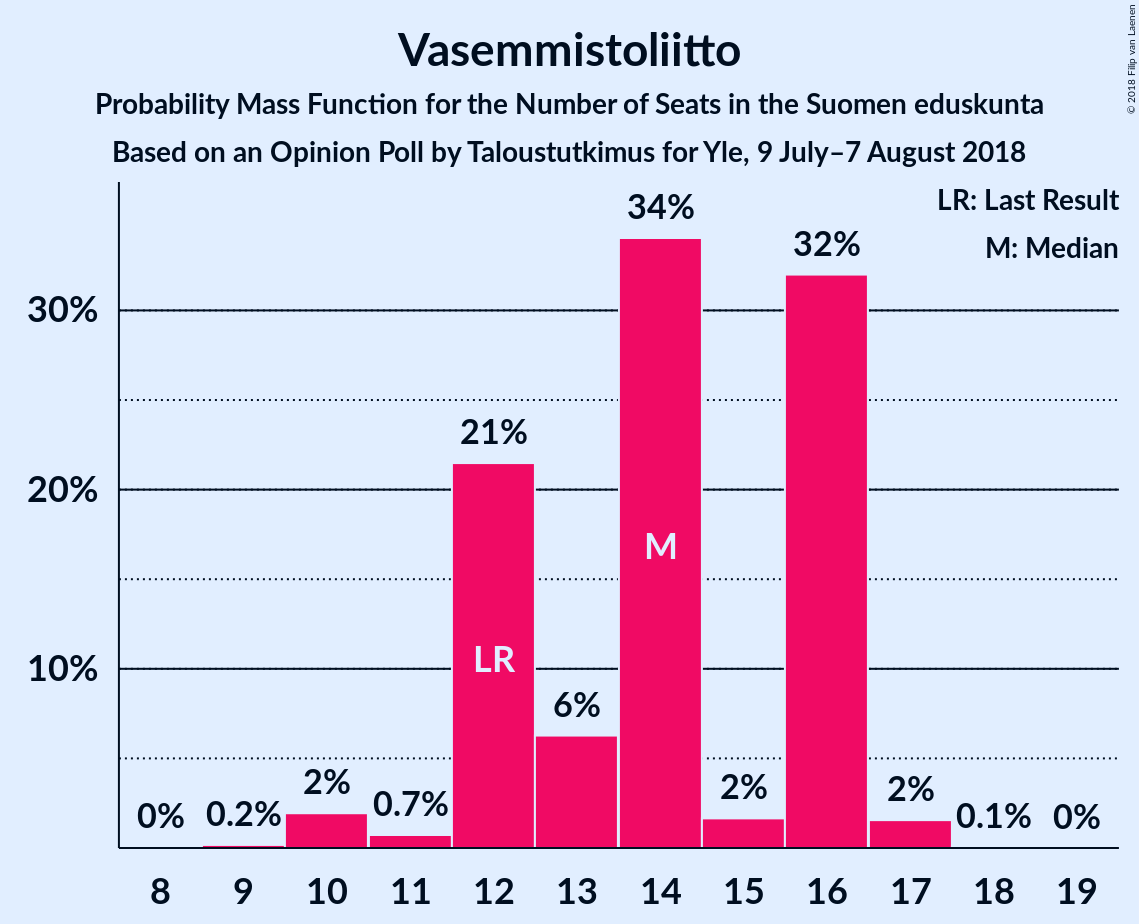 Vasemmistoliitto
Probability Mass Function for the Number of Seats in the Suomen eduskunta
Based on an Opinion Poll by Taloustutkimus for Yle, 9 July–7 August 2018
© 2018 Filip van Laenen
LR: Last Result
M: Median
30%
20%
10%
0%
0.2%
2%
0.7%
21%
6%
34%
2%
32%
2%
0.1%
0%
LR
M
8 9 10 11 12 13 14 15 16 17 18 19